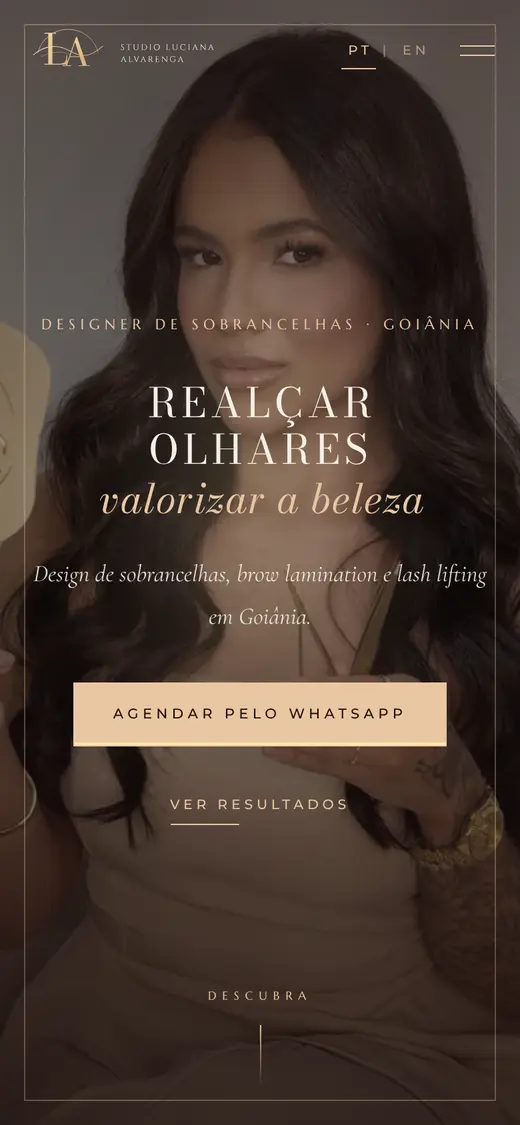 LA
STUDIO LUCIANA
ALVARENGA
PT | EN
DESIGNER DE SOBRANCELHAS · GOIÂNIA
REALÇAR
OLHARES
valorizar a beleza
Design de sobrancelhas, brow lamination e lash lifting
em Goiânia.
AGENDAR PELO WHATSAPP
VER RESULTADOS
DESCUBRA